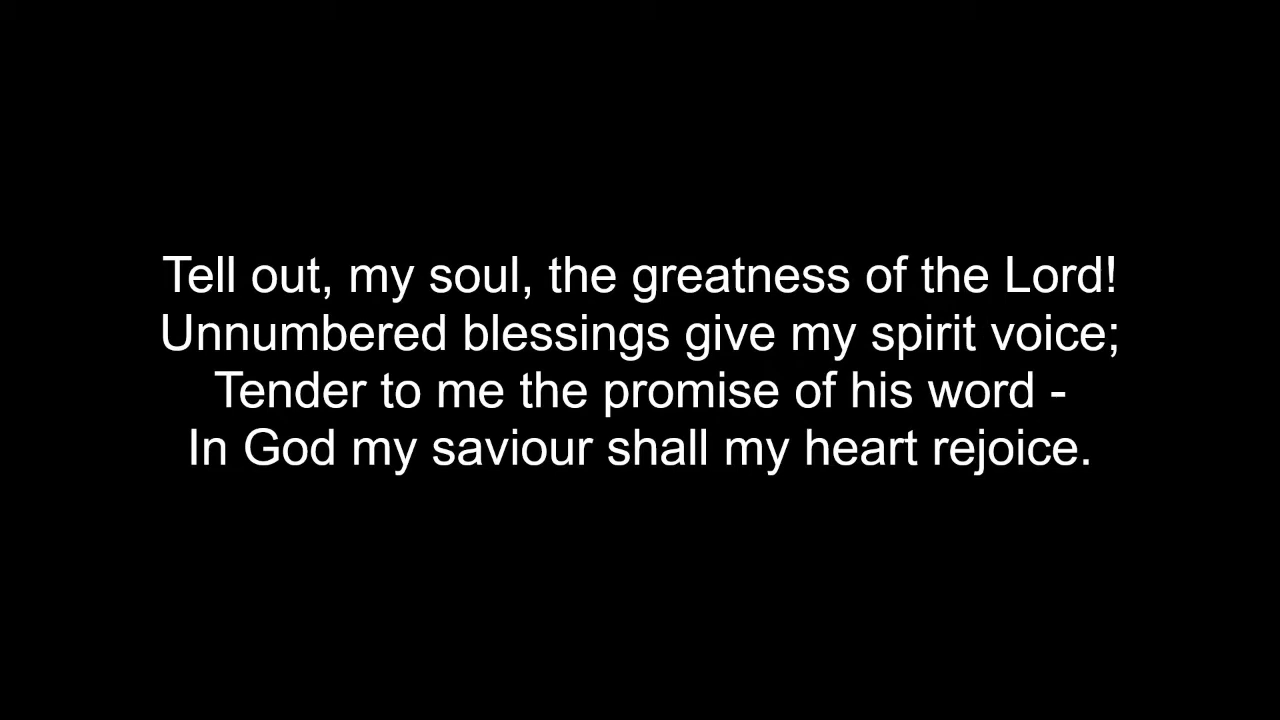 Tell out, my soul, the greatness of the Lord!
Unnumbered blessings give my spirit voice;
Tender to me the promise of his word -
In God my saviour shall my heart rejoice.